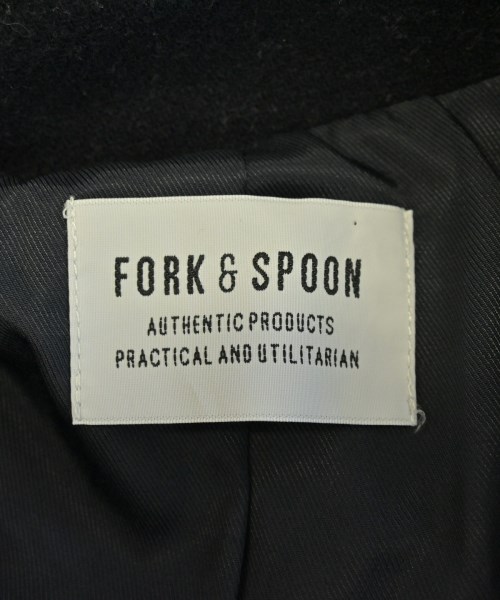 FORK & SPOON
AUTHENTIC PRODUCTS
PRACTICAL AND UTILITARIAN